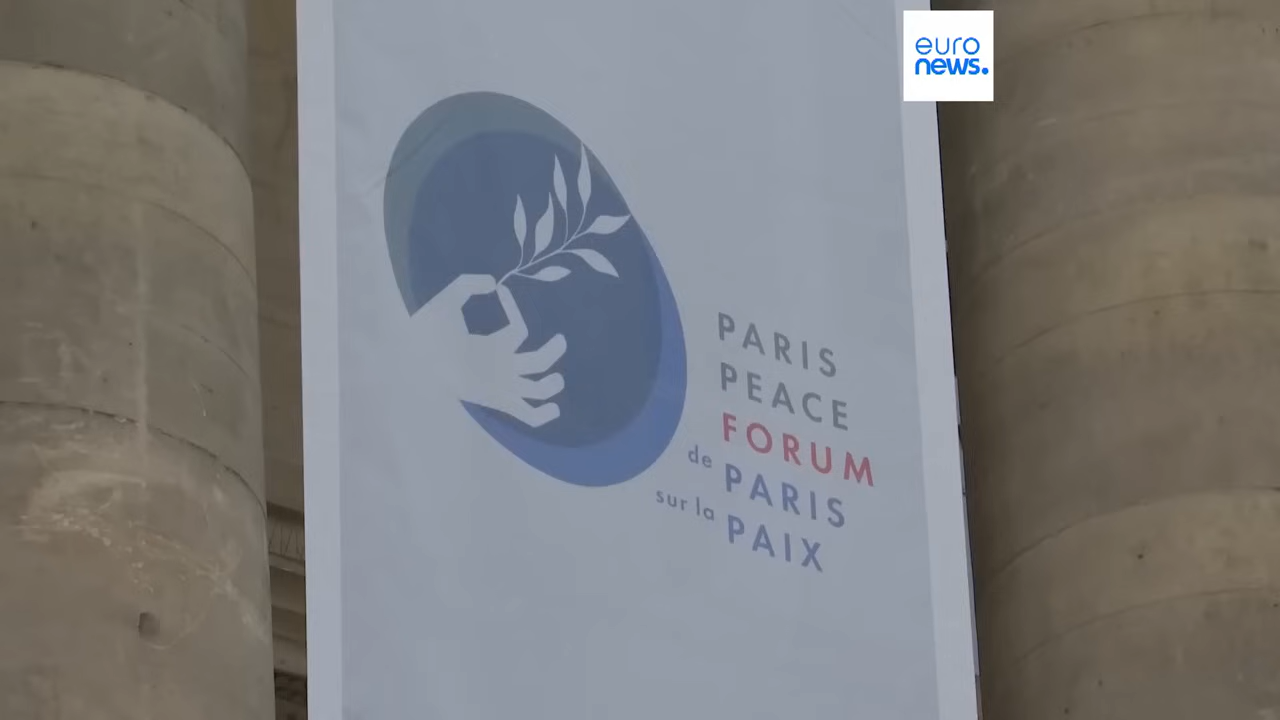 euro
news.
PARIS
PEACE
FORUM
de PARIS
sur la PAIX